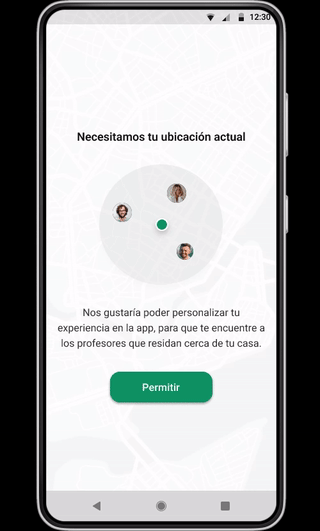 12:30
Necesitamos tu ubicación actual
Nos gustaría poder personalizar tu
experiencia en la app, para que te encuentre a
los profesores que residan cerca de tu casa.
Permitir